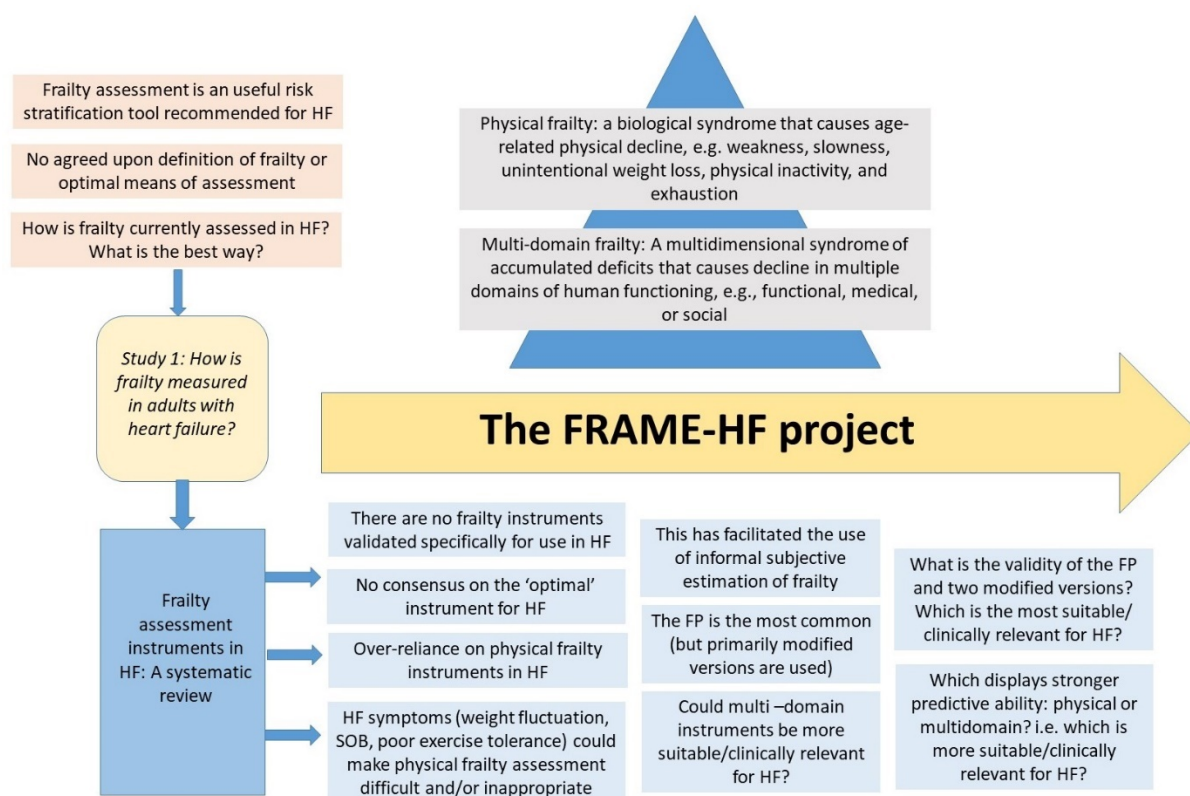 Frailty assessment is an useful risk
stratification tool recommended for HF
No agreed upon definition of frailty or
optimal means of assessment
How is frailty currently assessed in HF?
What is the best way?
Study 1: How is
frailty measured
in adults with
heart failure?
Frailty
assessment
instruments in
HF: A systematic
review
Physical frailty: a biological syndrome that causes age-
related physical decline, e.g. weakness, slowness,
unintentional weight loss, physical inactivity, and
exhaustion
Multi-domain frailty: A multidimensional syndrome of
accumulated deficits that causes decline in multiple
domains of human functioning, e.g., functional, medical,
or social
The FRAME-HF project
There are no frailty instruments
validated specifically for use in HF
No consensus on the ‘optimal’
instrument for HF
Over-reliance on physical frailty
instruments in HF
HF symptoms (weight fluctuation,
SOB, poor exercise tolerance) could
make physical frailty assessment
difficult and/or inappropriate
This has facilitated the use
of informal subjective
estimation of frailty
The FP is the most common
(but primarily modified
versions are used)
Could multi –domain
instruments be more
suitable/clinically relevant
for HF?
What is the validity of the FP
and two modified versions?
Which is the most suitable/
clinically relevant for HF?
Which displays stronger
predictive ability: physical or
multidomain? i.e. which is
more suitable/clinically
relevant for HF?